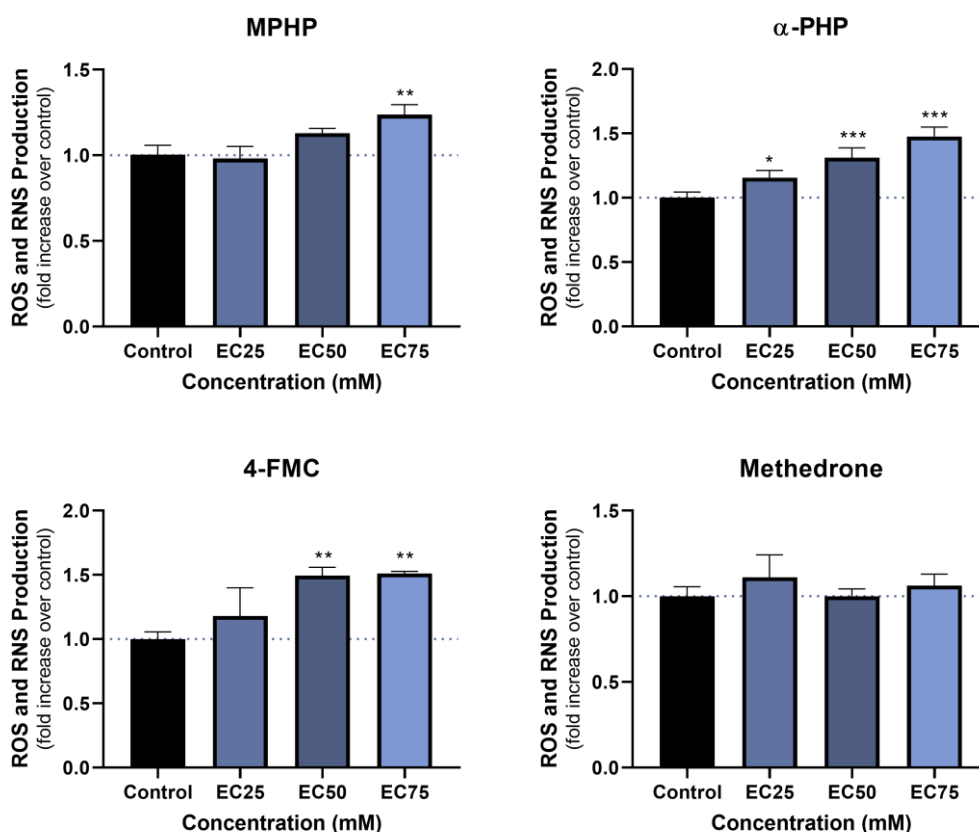 MPHP
ROS and RNS Production
(fold increase over control)
1.5
1.0
0.5
0.0
**
Control EC25 EC50 EC75
Concentration (mM)
α-PHP
ROS and RNS Production
(fold increase over control)
2.0
1.5
1.0
0.5
0.0
* *** ***
Control EC25 EC50 EC75
Concentration (mM)
4-FMC
ROS and RNS Production
(fold increase over control)
2.0
1.5
1.0
0.5
0.0
** **
Control EC25 EC50 EC75
Concentration (mM)
Methedrone
ROS and RNS Production
(fold increase over control)
1.5
1.0
0.5
0.0
Control EC25 EC50 EC75
Concentration (mM)